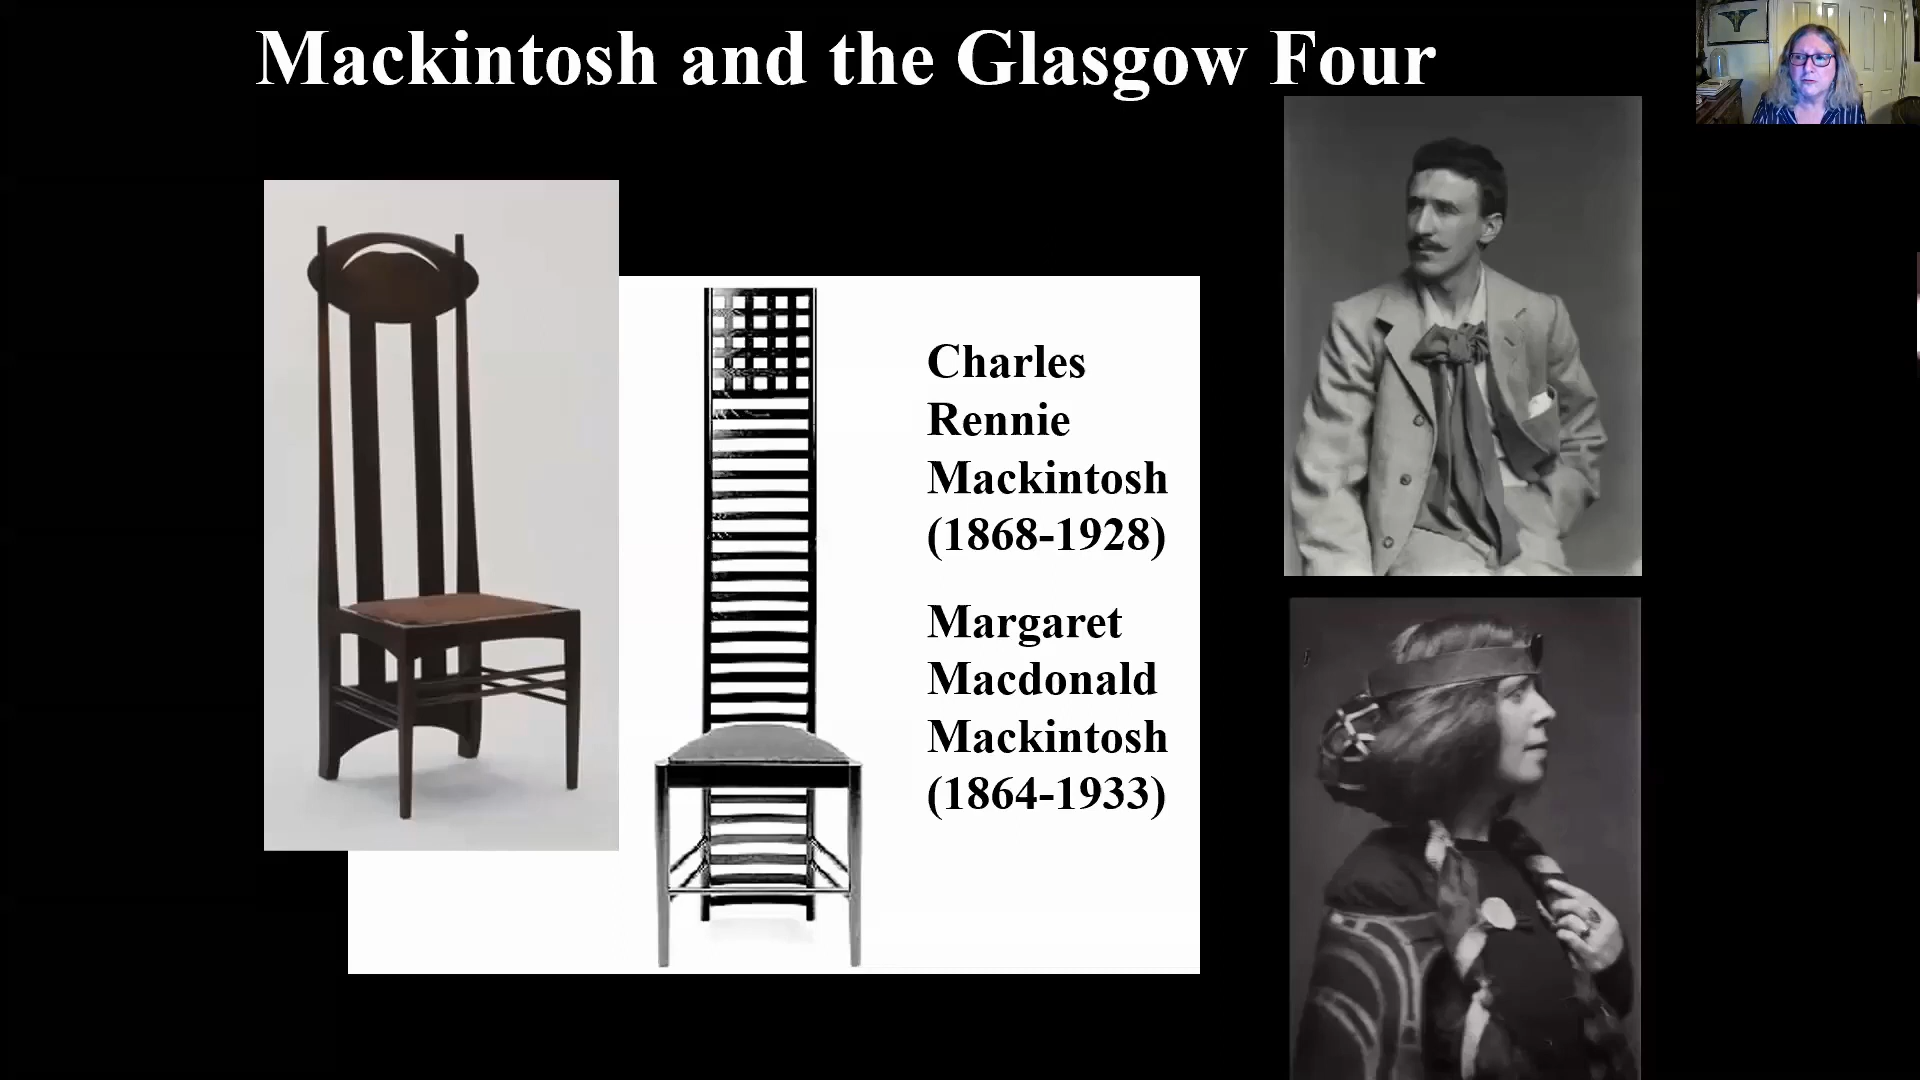 Mackintosh and the Glasgow Four
Charles
Rennie
Mackintosh
(1868-1928)
Margaret
Macdonald
Mackintosh
(1864-1933)